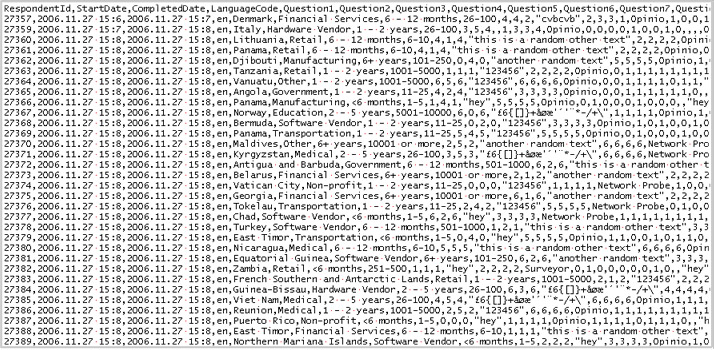 RespondentId,StartDate,CompletedDate,LanguageCode,Question1,Question2,Question3,Question4,Question5,Question6,Question7,Questi
27357,2006.11.27 15:6,2006.11.27 15:7,en,Denmark,Financial Services,6 - 12 months,26-100,4,4,2,"cvbcvb",2,3,3,1,Opinio,1,0,0,
27359,2006.11.27 15:8,2006.11.27 15:8,en,Italy,Hardware Vendor,1 - 2 years,26-100,3,5,4,,1,3,3,4,Opinio,0,0,0,0,1,0,1,0,,,,0
27360,2006.11.27 15:8,2006.11.27 15:8,en,Lithuania,Retail,6 - 12 months,6-10,4,1,4,"this is a random other text",2,2,2,2,Opinio
27361,2006.11.27 15:8,2006.11.27 15:8,en,Panama,Retail,6 - 12 months,6-10,4,1,4,"this is a random other text",2,2,2,2,Opinio,0,
27362,2006.11.27 15:8,2006.11.27 15:8,en,Djibouti,Manufacturing,6+ years,101-250,0,4,0,"another random text",5,5,5,5,Opinio,1,
27363,2006.11.27 15:8,2006.11.27 15:8,en,Tanzania,Retail,1 - 2 years,1001-5000,1,1,1,"123456",2,2,2,2,Opinio,0,1,1,1,1,1,1,1
27364,2006.11.27 15:8,2006.11.27 15:8,en,Vanuatu,Other,1 - 2 years,1001-5000,6,5,6,"123456",6,6,6,6,Opinio,0,1,1,1,1,1,1,1,
27365,2006.11.27 15:8,2006.11.27 15:8,en,Angola,Government,1 - 2 years,11-25,4,2,4,"123456",3,3,3,3,Opinio,0,1,0,1,1,0,1,0,
27366,2006.11.27 15:8,2006.11.27 15:8,en,Panama,Manufacturing,<6 months,1-5,1,4,1,"hey",5,5,5,5,Opinio,0,1,0,0,1,0,0,0,,"hey
27367,2006.11.27 15:8,2006.11.27 15:8,en,Norway,Education,2 - 5 years,5001-10000,6,0,6,"£6{[]}+åøæ¨´`¨*-/+\",1,1,1,1,Opinio,1
27368,2006.11.27 15:8,2006.11.27 15:8,en,Bermuda,Software Vendor,1 - 2 years,11-25,0,2,0,"123456",3,3,3,3,Opinio,0,1,0,1,
27369,2006.11.27 15:8,2006.11.27 15:8,en,Panama,Transportation,1 - 2 years,11-25,5,4,5,"123456",5,5,5,5,Opinio,0,1,0,1,1,0,
27370,2006.11.27 15:8,2006.11.27 15:8,en,Maldives,Other,6+ years,10001 or more,2,5,2,"another random text",6,6,6,6,Network Pro
27371,2006.11.27 15:8,2006.11.27 15:8,en,Kyrgyzstan,Medical,2 - 5 years,26-100,3,5,3,"£6{[]}+åøæ¨´`¨*-/+\",6,6,6,6,Network
27372,2006.11.27 15:8,2006.11.27 15:8,en,Antigua and Barbuda,Government,6 - 12 months,501-1000,6,2,6,"this is a random other t
27373,2006.11.27 15:8,2006.11.27 15:8,en,Belarus,Financial Services,6+ years,10001 or more,2,1,2,"another random text",2,2,2,2
27374,2006.11.27 15:8,2006.11.27 15:8,en,Vatican City,Non-profit,1 - 2 years,11-25,0,0,0,"123456",1,1,1,1,Network Probe,1,0,0,
27375,2006.11.27 15:8,2006.11.27 15:8,en,Georgia,Financial Services,6+ years,10001 or more,6,1,6,"another random text",2,2,2,2
27376,2006.11.27 15:8,2006.11.27 15:8,en,Tokelau,Transportation,1 - 2 years,11-25,2,4,2,"123456",5,5,5,5,Network Probe,0,1,0
27377,2006.11.27 15:8,2006.11.27 15:8,en,Chad,Software Vendor,<6 months,1-5,6,2,6,"hey",3,3,3,3,Network Probe,1,1,1,1,1,1,1,1
27378,2006.11.27 15:8,2006.11.27 15:8,en,Turkey,Software Vendor,6 - 12 months,501-1000,1,2,1,"this is a random other text",3,3
27379,2006.11.27 15:8,2006.11.27 15:8,en,East Timor,Transportation,<6 months,1-5,0,4,0,"hey",5,5,5,5,Opinio,0,1,0,0,1,0,0,0,,
27380,2006.11.27 15:8,2006.11.27 15:8,en,Nicaragua,Medical,6 - 12 months,6-10,5,5,5,"this is a random other text",6,6,6,6,Opin
27381,2006.11.27 15:8,2006.11.27 15:8,en,Equatorial Guinea,Software Vendor,6+ years,101-250,6,2,6,"another random text",3,3,3,3
27382,2006.11.27 15:8,2006.11.27 15:8,en,Zambia,Retail,<6 months,251-500,1,1,1,"hey",2,2,2,2,Surveyor,0,1,0,0,0,0,0,1,,"hey"
27383,2006.11.27 15:8,2006.11.27 15:8,en,French Southern and Antarctic Lands,Retail,1 - 2 years,1001-5000,2,1,2,"123456",2,2,2,2
27384,2006.11.27 15:8,2006.11.27 15:8,en,Guinea-Bissau,Hardware Vendor,2 - 5 years,26-100,6,3,6,"£6{[]}+åøæ¨´`¨*-/+\",4,4,4,4,
27385,2006.11.27 15:8,2006.11.27 15:8,en,Viet Nam,Medical,2 - 5 years,26-100,4,5,4,"£6{[]}+åøæ¨´`¨*-/+\",6,6,6,6,Opinio,1,
27386,2006.11.27 15:8,2006.11.27 15:8,en,Reunion,Medical,1 - 2 years,1001-5000,2,5,2,"123456",6,6,6,6,Opinio,0,1,1,1,1,1,1,1
27387,2006.11.27 15:8,2006.11.27 15:8,en,Puerto Rico,Non-profit,<6 months,1-5,0,0,0,"hey",1,1,1,1,Opinio,1,1,1,1,0,1,1,0,,"h
27388,2006.11.27 15:8,2006.11.27 15:8,en,East Timor,Financial Services,6 - 12 months,6-10,1,1,1,"this is a random other text",
27389,2006.11.27 15:8,2006.11.27 15:8,en,Northern Mariana Islands,Software Vendor,<6 months,1-5,2,2,2,"hey",3,3,3,3,Opinio,0